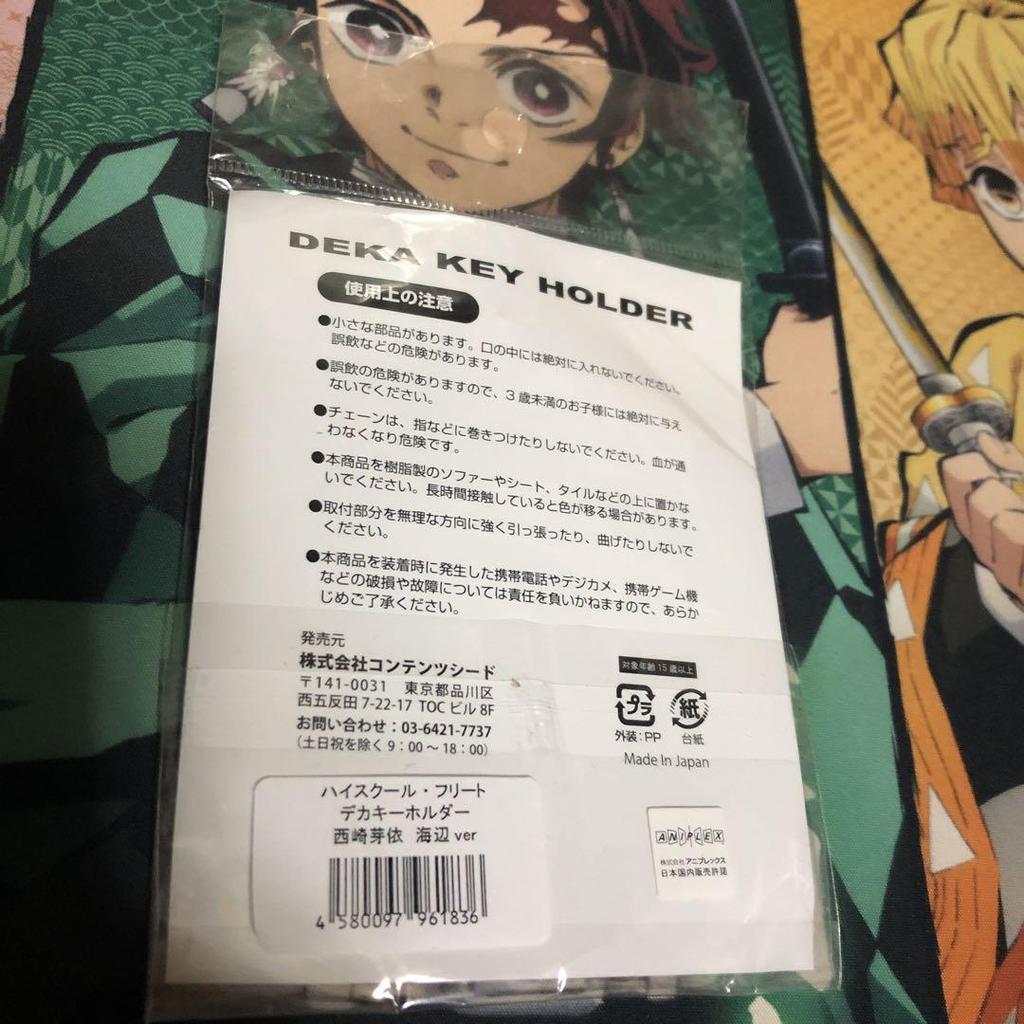 DEKA KEY HOLDER
使用上の注意
●小さな部品があります。口の中には絶対に入れないでください。
誤飲などの危険があります。
●誤飲の危険がありますので、3歳未満のお子様には絶対に与え
ないでください。
●チェーンは、指などに巻きつけたりしないでください。血が通
わなくなり危険です。
●本商品を樹脂製のソファーやシート、タイルなどの上に置かな
いでください。長時間接触していると色が移る場合があります。
●取付部分を無理な方向に強く引っ張ったり、曲げたりしないで
ください。
●本商品を装着時に発生した携帯電話やデジカメ、携帯ゲーム機
などの破損や故障については責任を負いかねますので、あらか
じめご了承ください。
発売元
株式会社コンテンツシード
〒141-0031 東京都品川区
西五反田 7-22-17 TOC ビル 8F
お問い合わせ：03-6421-7737
（土日祝を除く 9：00～18：00）
対象年齢 15 歳以上
プラ 紙
外装：PP 台紙
Made In Japan
ハイスクール・フリート
デカキーホルダー
西崎芽依 海辺 ver
4 580097 961836
ANIPLEX
株式会社 アニプレックス
日本国内販売許諾